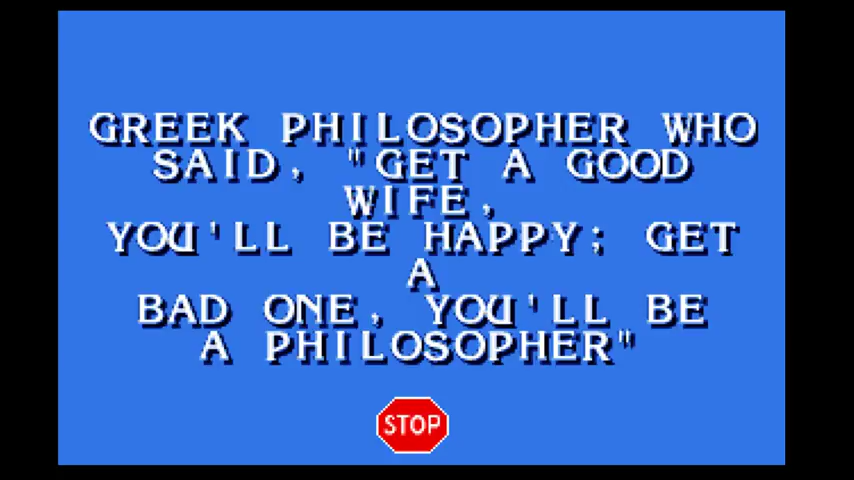 GREEK PHILOSOPHER WHO
SAID, "GET A GOOD
WIFE,
YOU'LL BE HAPPY; GET
A
BAD ONE, YOU'LL BE
A PHILOSOPHER"
STOP